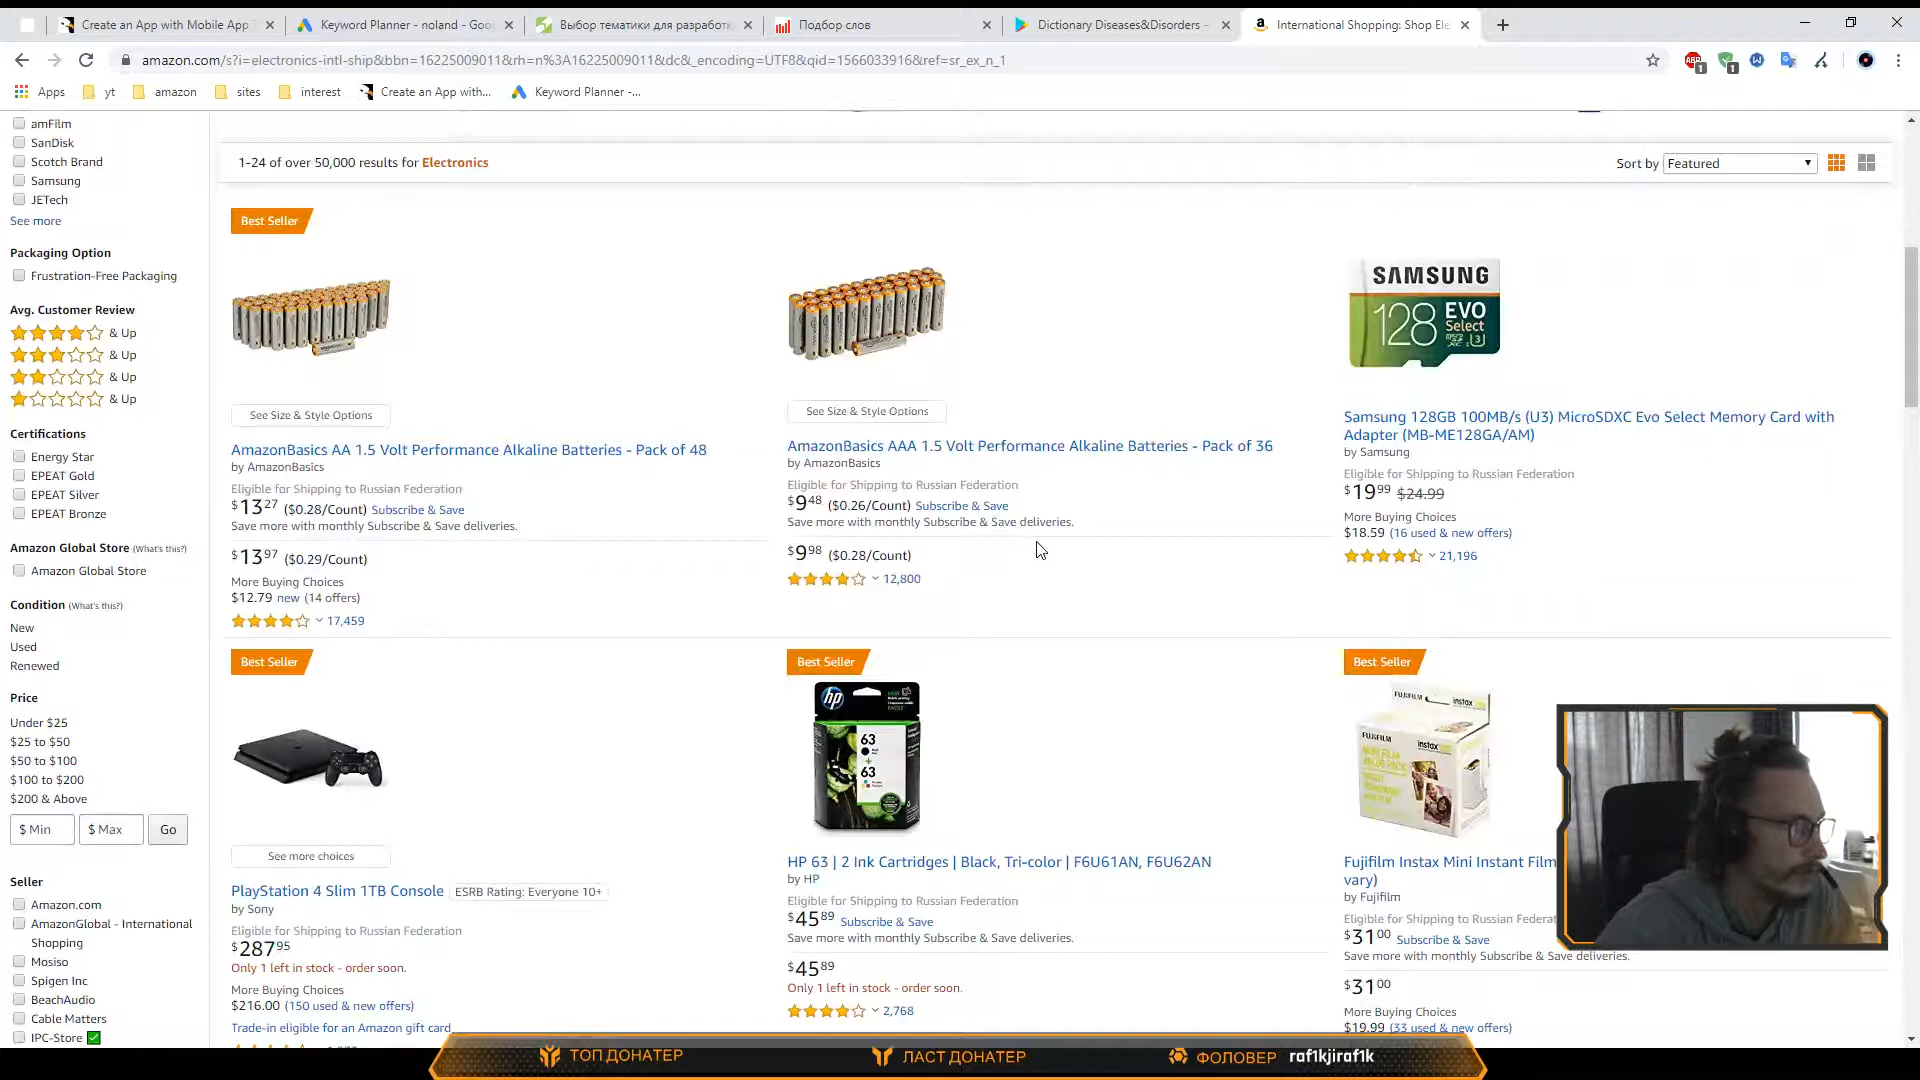 Create an App with Mobile App
Keyword Planner - noland - Goo
Выбор тематики для разработк
Подбор слов
Dictionary Diseases&Disorders -
International Shopping: Shop Ele
amazon.com/s?i=electronics-intl-ship&bbn=16225009011&rh=n%3A16225009011&dc&_encoding=UTF8&qid=1566033916&ref=sr_ex_n_1
Apps yt amazon sites interest Create an App with... Keyword Planner -...
1-24 of over 50,000 results for Electronics
Sort by Featured
amFilm
SanDisk
Scotch Brand
Samsung
JETech
See more
Packaging Option
Frustration-Free Packaging
Avg. Customer Review
& Up
& Up
& Up
& Up
Certifications
Energy Star
EPEAT Gold
EPEAT Silver
EPEAT Bronze
Amazon Global Store (What's this?)
Amazon Global Store
Condition (What's this?)
New
Used
Renewed
Price
Under $25
$25 to $50
$50 to $100
$100 to $200
$200 & Above
$ Min $ Max Go
Seller
Amazon.com
AmazonGlobal - International
Shopping
Mosiso
Spigen Inc
BeachAudio
Cable Matters
IPC-Store
Best Seller
See Size & Style Options
AmazonBasics AA 1.5 Volt Performance Alkaline Batteries - Pack of 48
by AmazonBasics
Eligible for Shipping to Russian Federation
$13 27 ($0.28/Count) Subscribe & Save
Save more with monthly Subscribe & Save deliveries.
$13 97 ($0.29/Count)
More Buying Choices
$12.79 new (14 offers)
17,459
See Size & Style Options
AmazonBasics AAA 1.5 Volt Performance Alkaline Batteries - Pack of 36
by AmazonBasics
Eligible for Shipping to Russian Federation
$9 48 ($0.26/Count) Subscribe & Save
Save more with monthly Subscribe & Save deliveries.
$9 98 ($0.28/Count)
12,800
SAMSUNG
128 EVO
Select
Samsung 128GB 100MB/s (U3) MicroSDXC Evo Select Memory Card with
Adapter (MB-ME128GA/AM)
by Samsung
Eligible for Shipping to Russian Federation
$19 99 $24.99
More Buying Choices
$18.59 (16 used & new offers)
21,196
Best Seller
See more choices
PlayStation 4 Slim 1TB Console ESRB Rating: Everyone 10+
by Sony
Eligible for Shipping to Russian Federation
$287 95
Only 1 left in stock - order soon.
More Buying Choices
$216.00 (150 used & new offers)
Trade-in eligible for an Amazon gift card
Best Seller
hp
63
63
HP 63 | 2 Ink Cartridges | Black, Tri-color | F6U61AN, F6U62AN
by HP
Eligible for Shipping to Russian Federation
$45 89 Subscribe & Save
Save more with monthly Subscribe & Save deliveries.
$45 89
Only 1 left in stock - order soon.
2,768
Best Seller
FUJIFILM instax
FUJIFILM instax
Fujifilm Instax Mini Instant Film
vary)
by Fujifilm
Eligible for Shipping to Russian Federa
$31 00 Subscribe & Save
Save more with monthly Subscribe & Save deliveries.
$31 00
More Buying Choices
$19.99 (33 used & new offers)
ТОП ДОНАТЕР ЛАСТ ДОНАТЕР ФОЛОВЕР raf1kjiraf1k